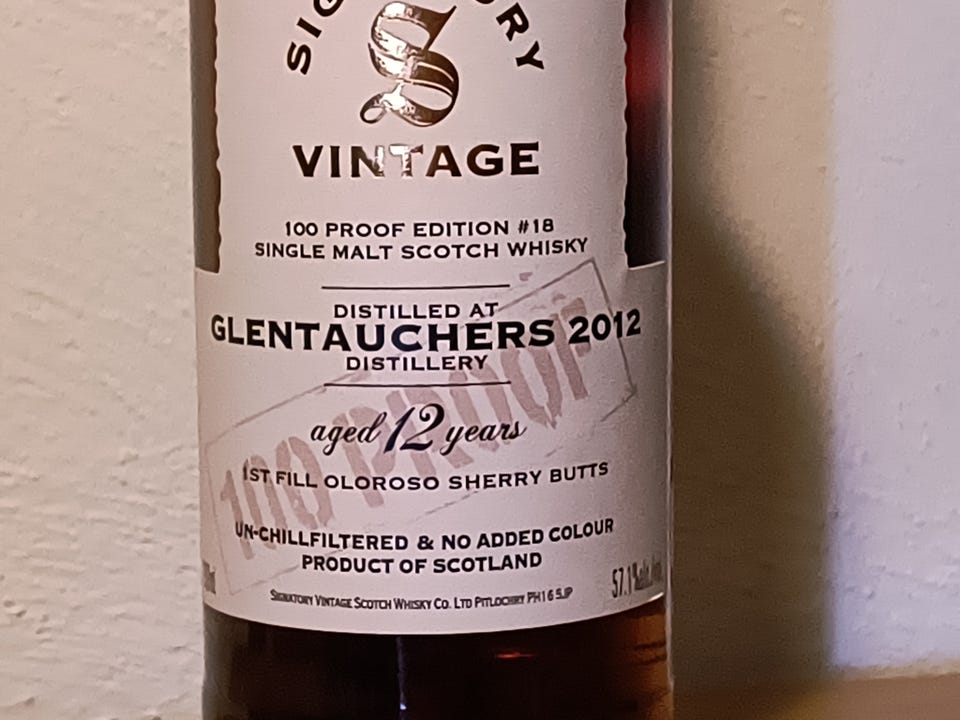 SIGNATORY
S
VINTAGE
100 PROOF EDITION #18
SINGLE MALT SCOTCH WHISKY
DISTILLED AT
GLENTAUCHERS 2012
DISTILLERY
100 PROOF
aged 12 years
1ST FILL OLOROSO SHERRY BUTTS
UN-CHILLFILTERED & NO ADDED COLOUR
PRODUCT OF SCOTLAND
57.1%
SIGNATORY VINTAGE SCOTCH WHISKY CO. LTD PITLOCHRY PH16 5JP